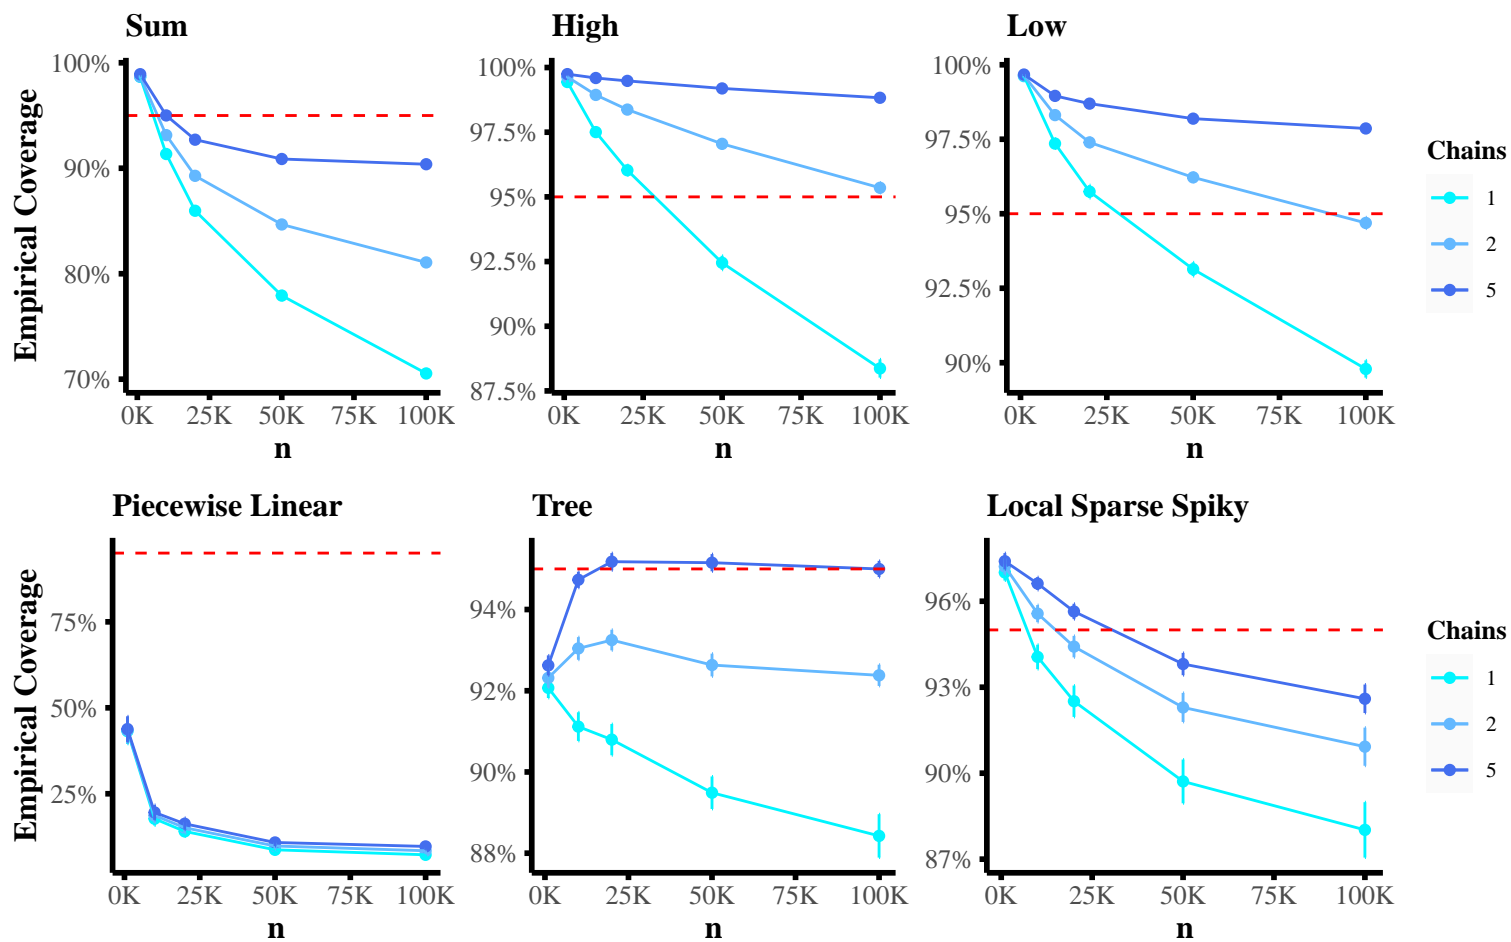 Sum
High
Low
Empirical Coverage
100%
90%
80%
70%
0K 25K 50K 75K 100K
n
100%
97.5%
95%
92.5%
90%
87.5%
0K 25K 50K 75K 100K
n
100%
97.5%
95%
92.5%
90%
0K 25K 50K 75K 100K
n
Chains
1
2
5
Piecewise Linear
Tree
Local Sparse Spiky
Empirical Coverage
75%
50%
25%
0K 25K 50K 75K 100K
n
94%
92%
90%
88%
0K 25K 50K 75K 100K
n
96%
93%
90%
87%
0K 25K 50K 75K 100K
n
Chains
1
2
5